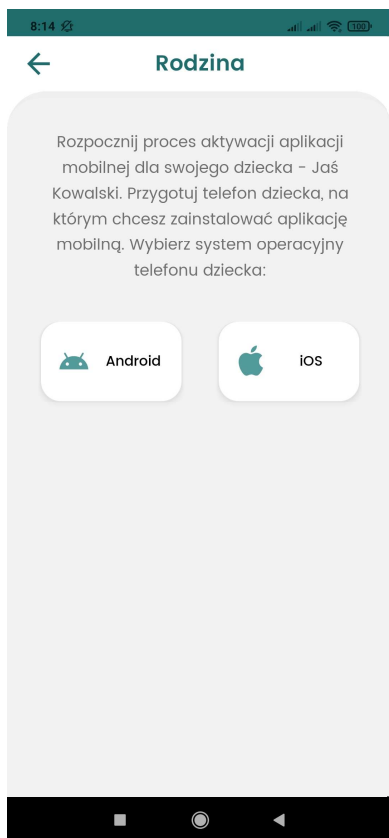 8:14
100
Rodzina
Rozpocznij proces aktywacji aplikacji
mobilnej dla swojego dziecka - Jaś
Kowalski. Przygotuj telefon dziecka, na
którym chcesz zainstalować aplikację
mobilną. Wybierz system operacyjny
telefonu dziecka:
Android
iOS